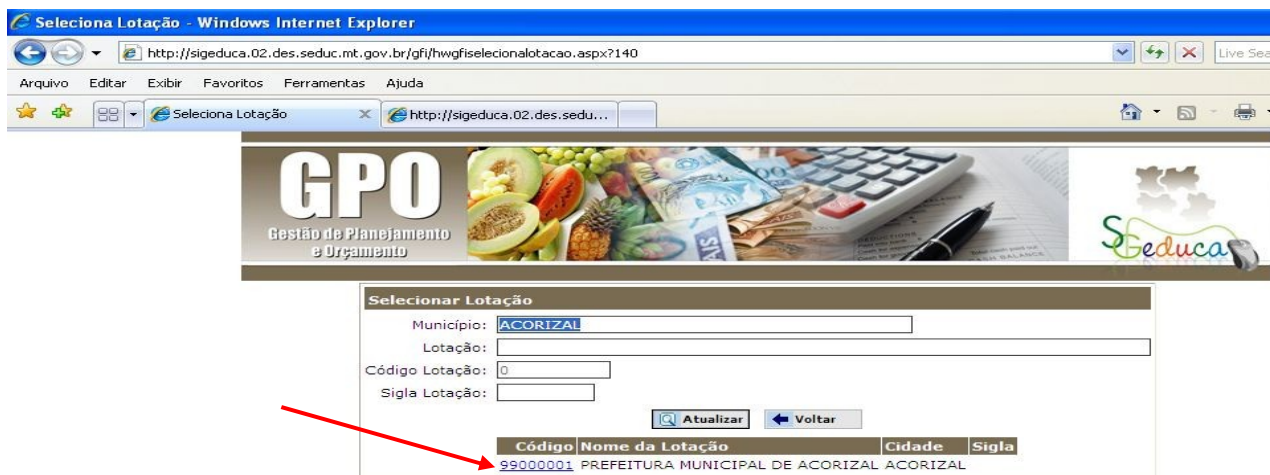 Seleciona Lotação - Windows Internet Explorer
http://sigeduca.02.des.seduc.mt.gov.br/gfi/hwgfiselecionalotacao.aspx?140
Live Sea
Arquivo Editar Exibir Favoritos Ferramentas Ajuda
Seleciona Lotação
http://sigeduca.02.des.sedu...
GPO
Gestão de Planejamento
e Orçamento
SIGeduca
Selecionar Lotação
Município: ACORIZAL
Lotação:
Código Lotação: 0
Sigla Lotação:
Atualizar Voltar
Código Nome da Lotação Cidade Sigla
99000001 PREFEITURA MUNICIPAL DE ACORIZAL ACORIZAL